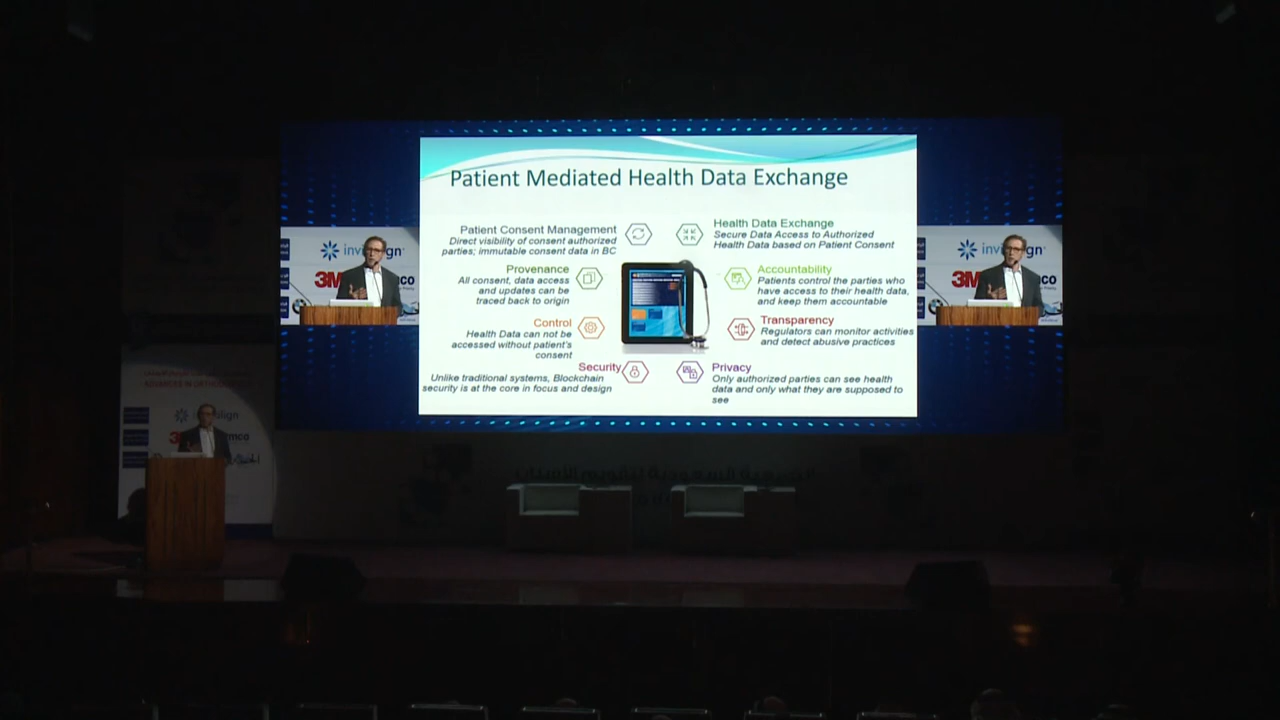 Patient Mediated Health Data Exchange
Patient Consent Management
Direct visibility of consent authorized
parties; immutable consent data in BC
Provenance
All consent, data access
and updates can be
traced back to origin
Control
Health Data can not be
accessed without patient's
consent
Security
Unlike traditional systems, Blockchain
security is at the core in focus and design
Health Data Exchange
Secure Data Access to Authorized
Health Data based on Patient Consent
Accountability
Patients control the parties who
have access to their health data,
and keep them accountable
Transparency
Regulators can monitor activities
and detect abusive practices
Privacy
Only authorized parties can see health
data and only what they are supposed to
see
3M
3M
الجمعية السعودية لتقويم الأسنان